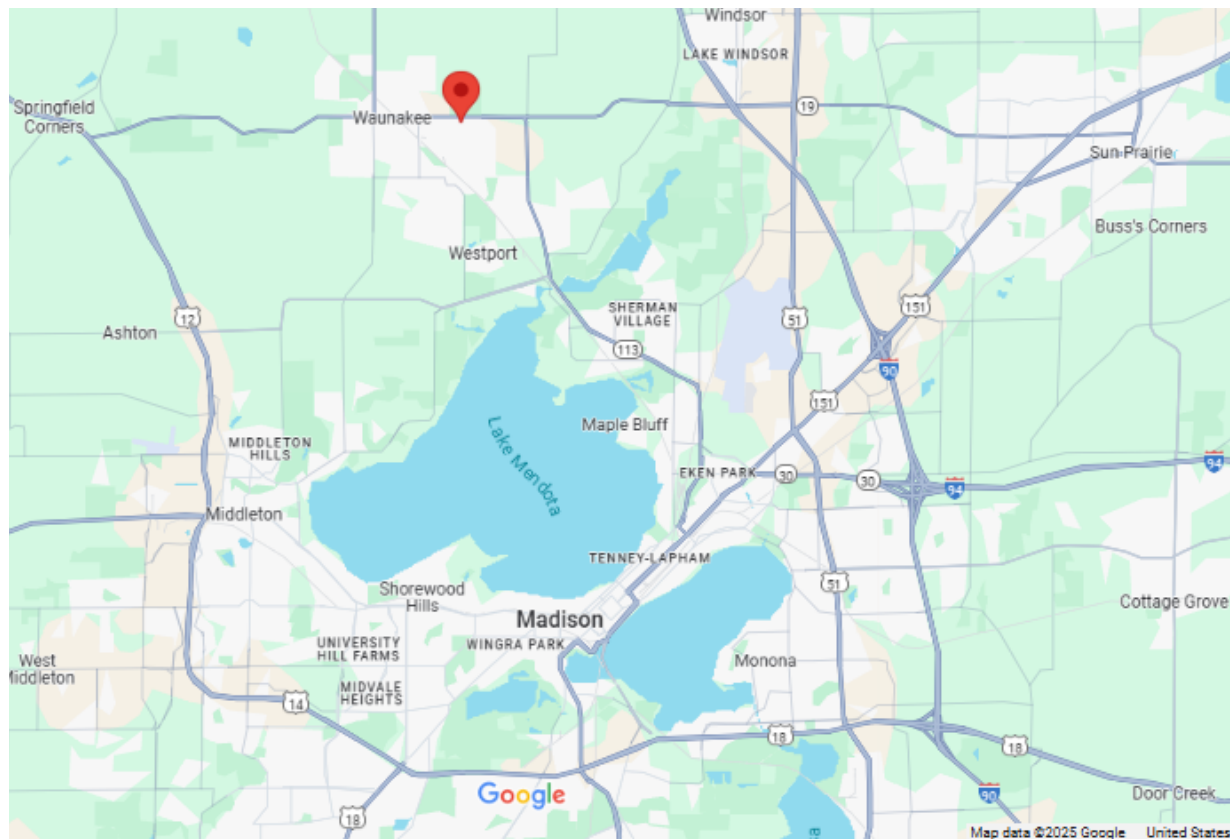 Windsor
LAKE WINDSOR
Springfield
Corners
19
Waunakee
Sun Prairie
Buss's Corners
Westport
SHERMAN
VILLAGE
151
12
51
Ashton
113
90
151
Maple Bluff
Lake Mendota
MIDDLETON
HILLS
EKEN PARK
30
30
94
94
Middleton
TENNEY-LAPHAM
51
Shorewood
Hills
Cottage Grove
Madison
UNIVERSITY
HILL FARMS
WINGRA PARK
Monona
West
Middleton
MIDVALE
HEIGHTS
14
18
18
Google
90
Door Creek
18
Map data ©2025 Google United States